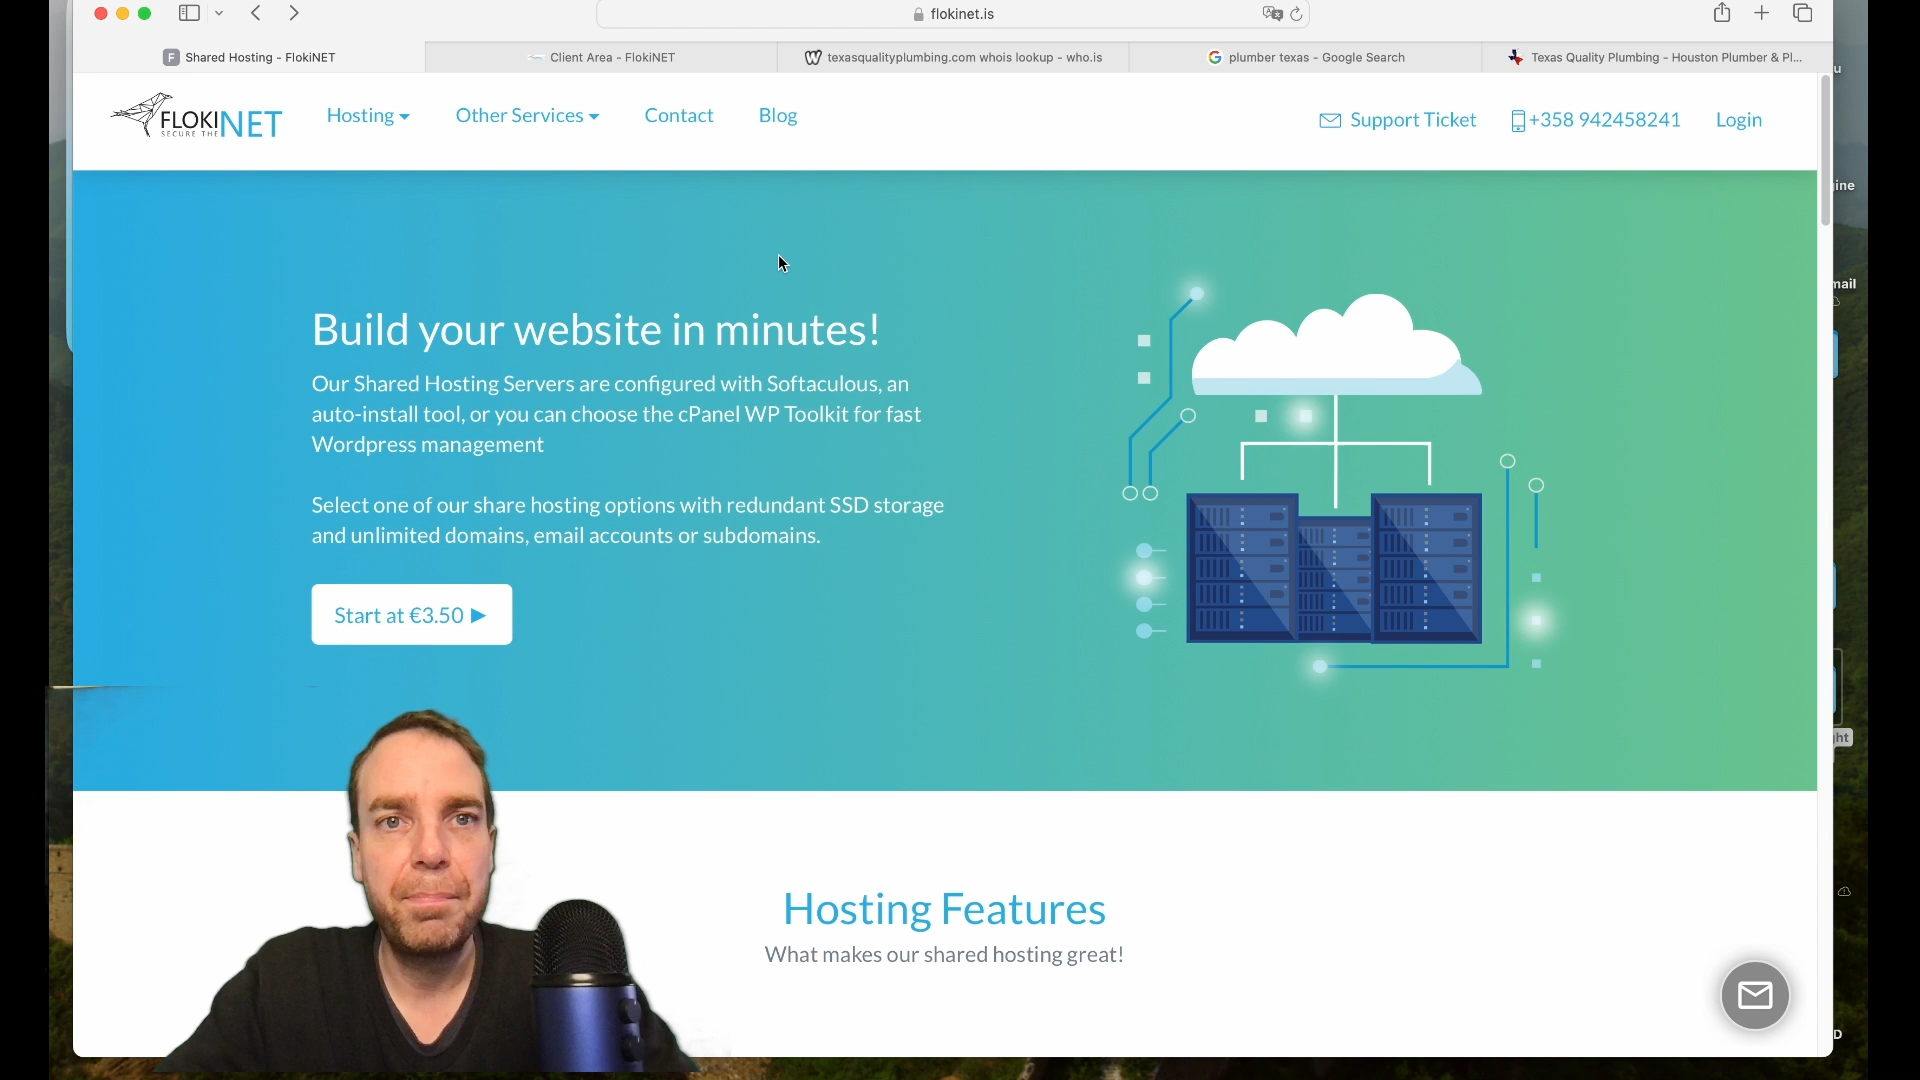 flokinet.is
Shared Hosting - FlokiNET
Client Area - FlokiNET
texasqualityplumbing.com whois lookup - who.is
plumber texas - Google Search
Texas Quality Plumbing - Houston Plumber & Pl...
FLOKINET
SECURE THE
Hosting
Other Services
Contact
Blog
Support Ticket
+358 942458241
Login
Build your website in minutes!
Our Shared Hosting Servers are configured with Softaculous, an
auto-install tool, or you can choose the cPanel WP Toolkit for fast
Wordpress management
Select one of our share hosting options with redundant SSD storage
and unlimited domains, email accounts or subdomains.
Start at €3.50
Hosting Features
What makes our shared hosting great!